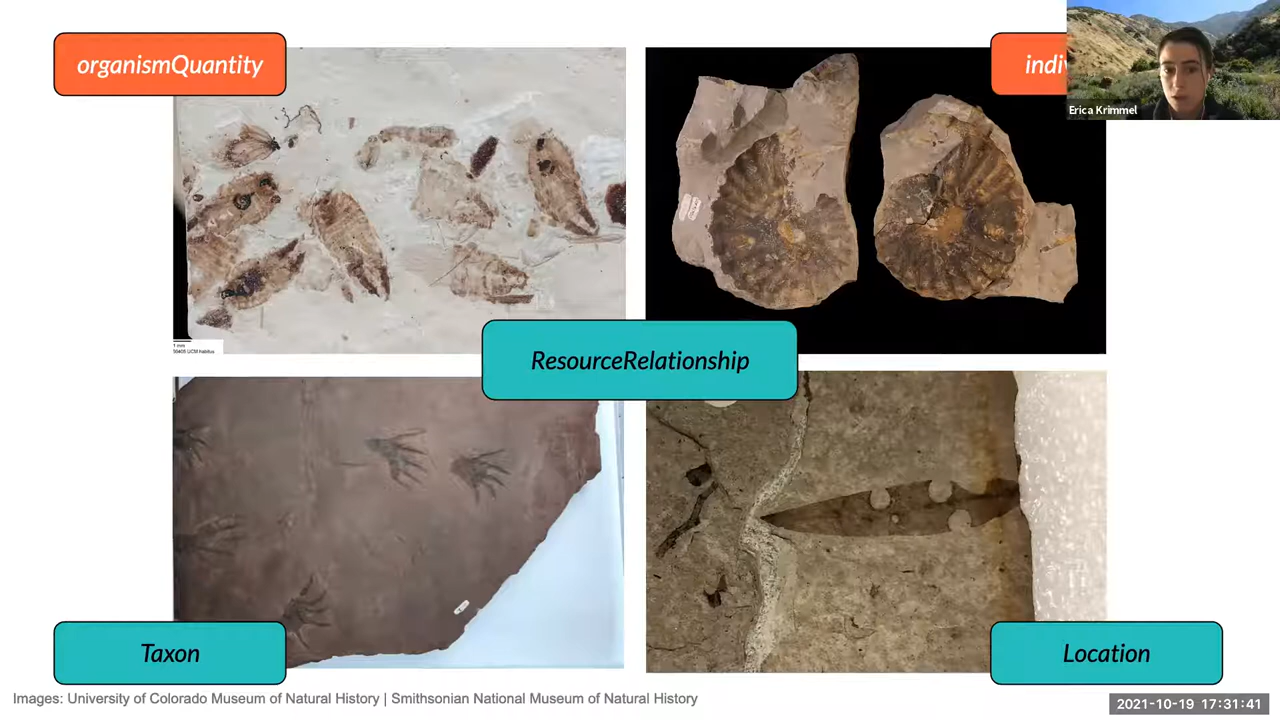 organismQuantity
indiv
Erica Krimmel
ResourceRelationship
Taxon
Location
Images: University of Colorado Museum of Natural History | Smithsonian National Museum of Natural History
2021-10-19 17:31:41